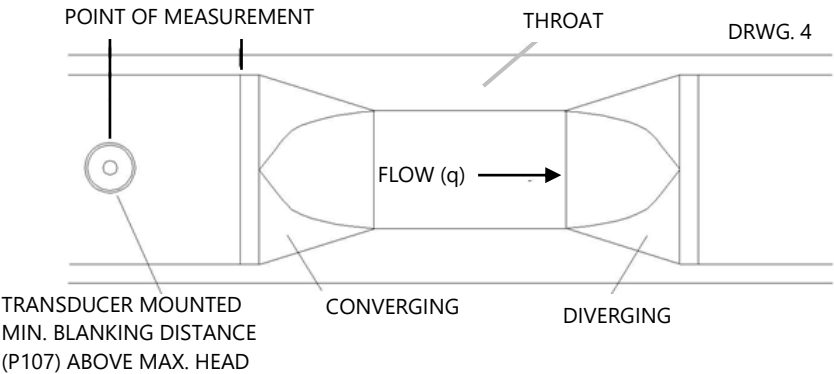 POINT OF MEASUREMENT
THROAT
DRWG. 4
FLOW (q)
TRANSDUCER MOUNTED
MIN. BLANKING DISTANCE
(P107) ABOVE MAX. HEAD
CONVERGING
DIVERGING